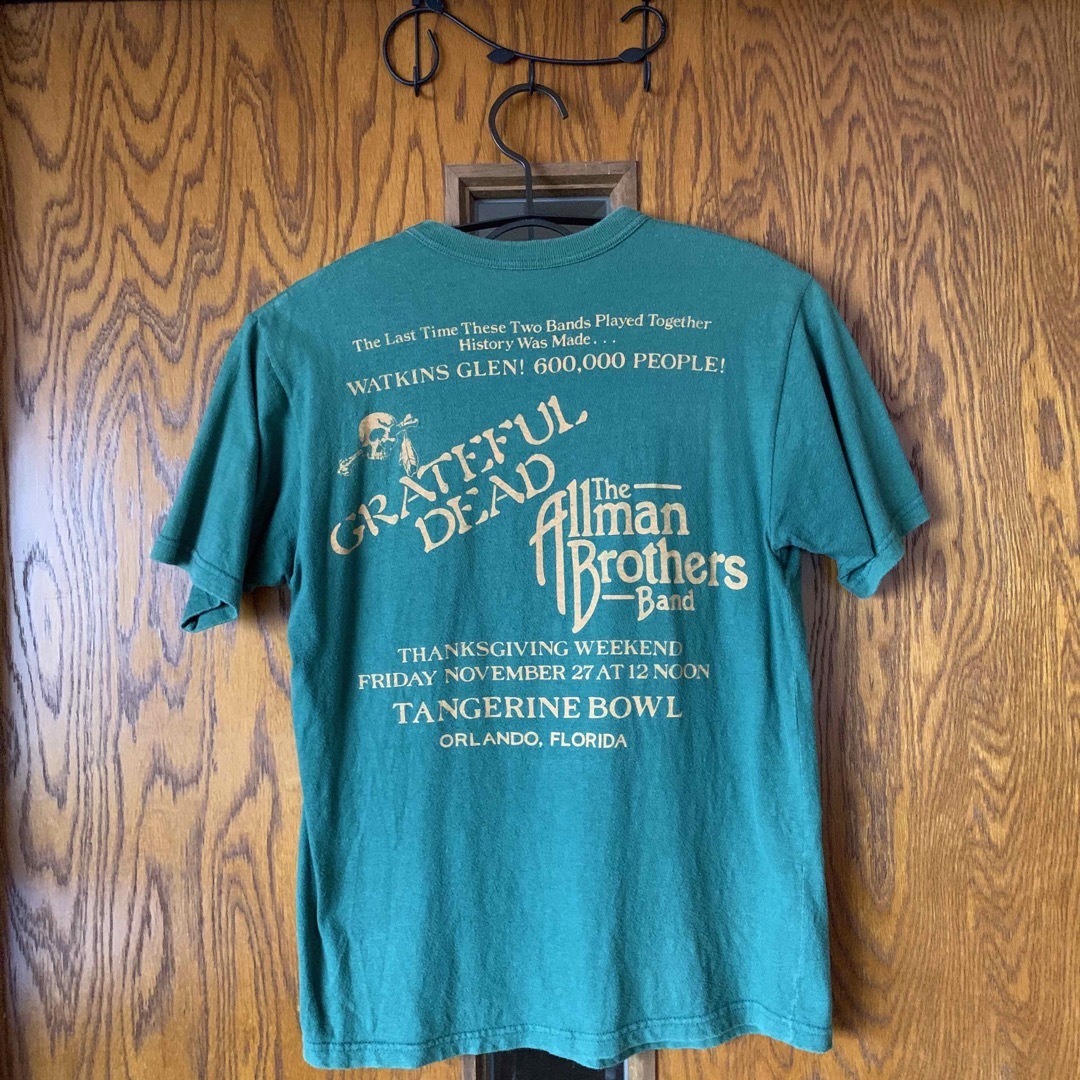 The Last Time These Two Bands Played Together
History Was Made...
WATKINS GLEN! 600,000 PEOPLE!
GRATEFUL
DEAD
The
Allman
Brothers
Band
THANKSGIVING WEEKEND
FRIDAY NOVEMBER 27 AT 12 NOON
TANGERINE BOWL
ORLANDO, FLORIDA